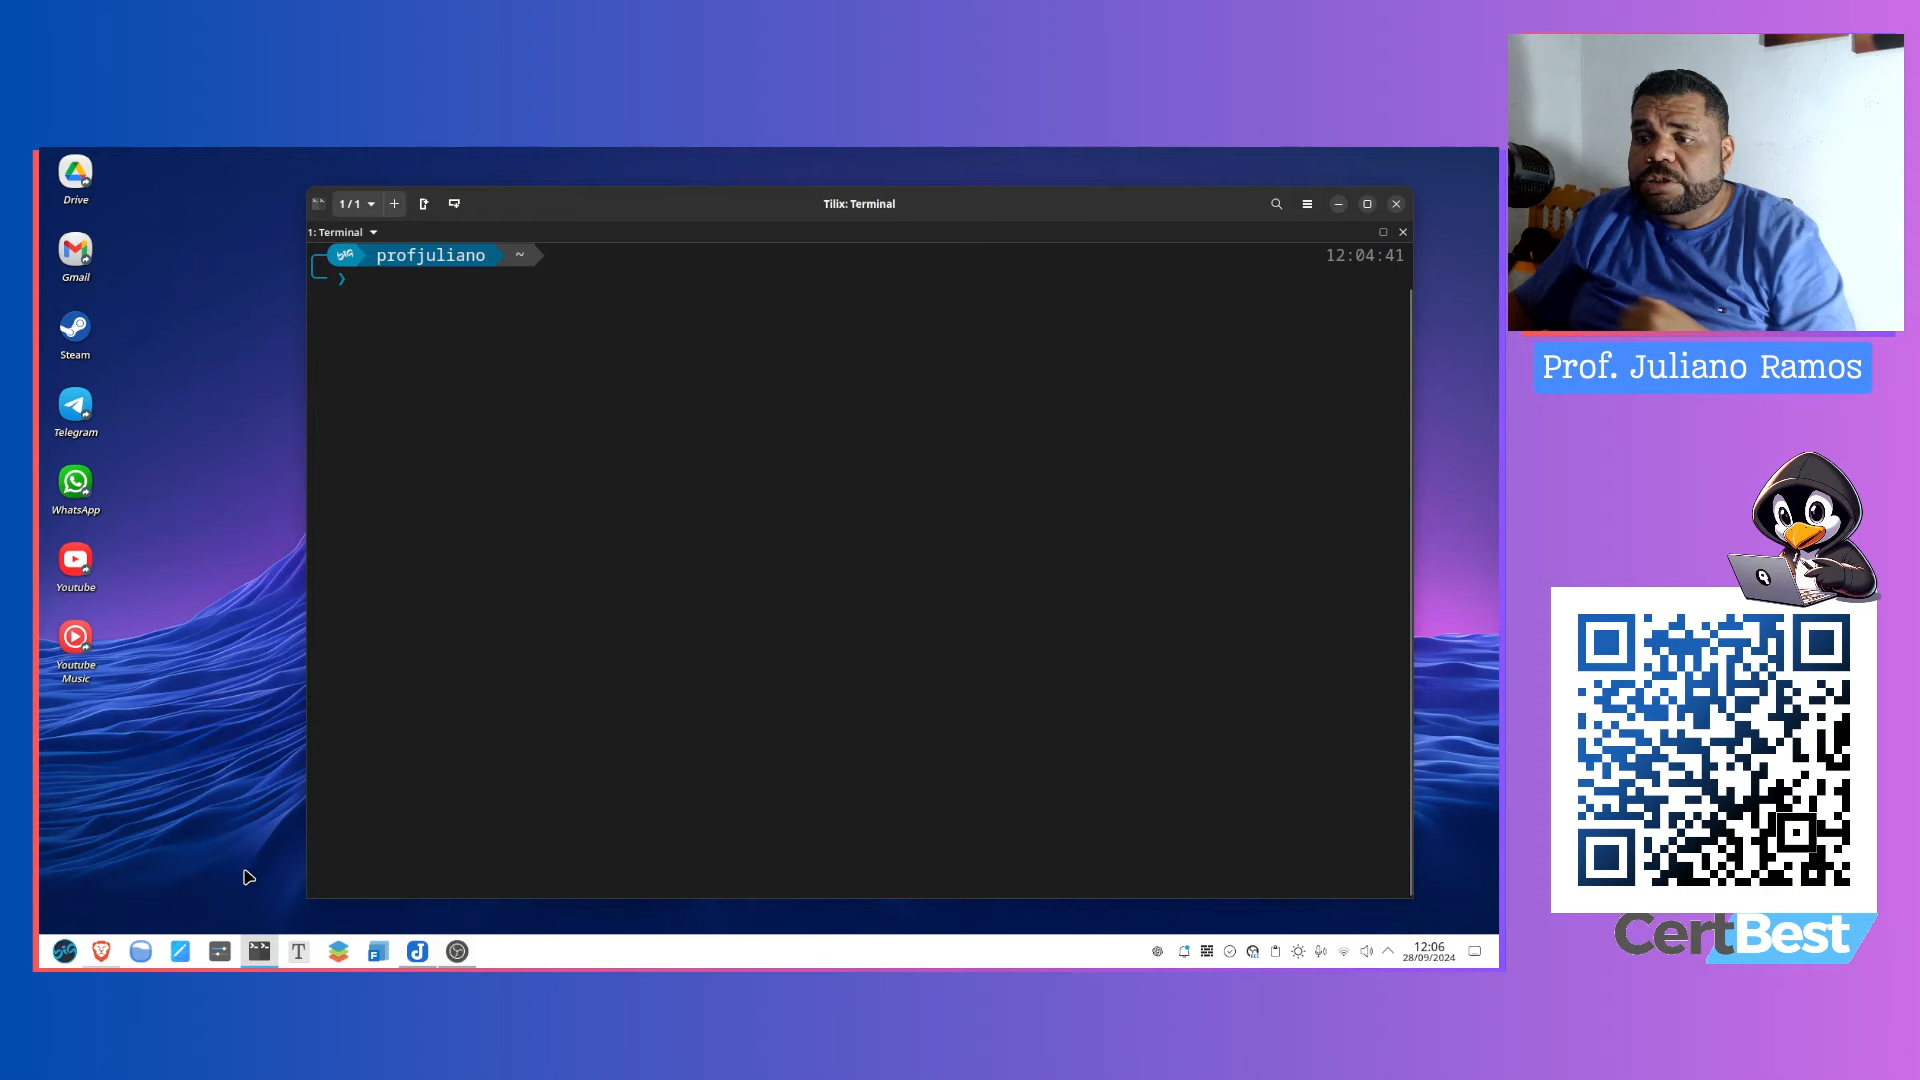 Drive
Gmail
Steam
Telegram
WhatsApp
Youtube
Youtube
Music
1 / 1
Tilix: Terminal
1: Terminal
profjuliano
~
12:04:41
12:06
28/09/2024
Prof. Juliano Ramos
CertBest